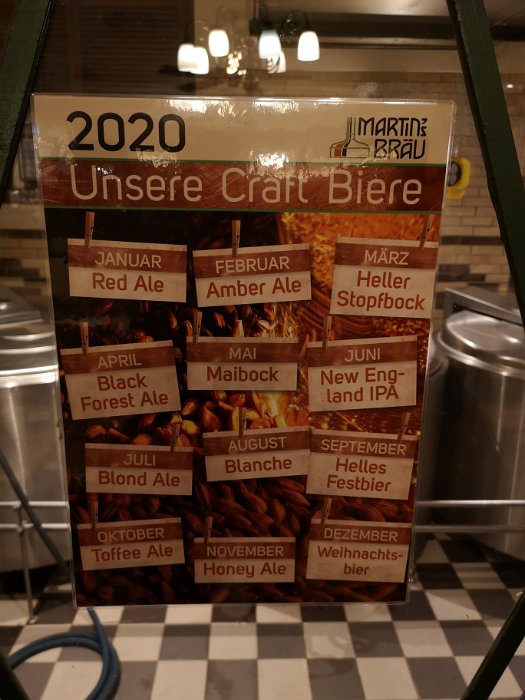 2020
MARTIN'S
BRÄU
Unsere Craft Biere
JANUAR
Red Ale
FEBRUAR
Amber Ale
MÄRZ
Heller
Stopfbock
APRIL
Black
Forest Ale
MAI
Maibock
JUNI
New Eng-
land IPA
JULI
Blond Ale
AUGUST
Blanche
SEPTEMBER
Helles
Festbier
OKTOBER
Toffee Ale
NOVEMBER
Honey Ale
DEZEMBER
Weihnachts-
bier